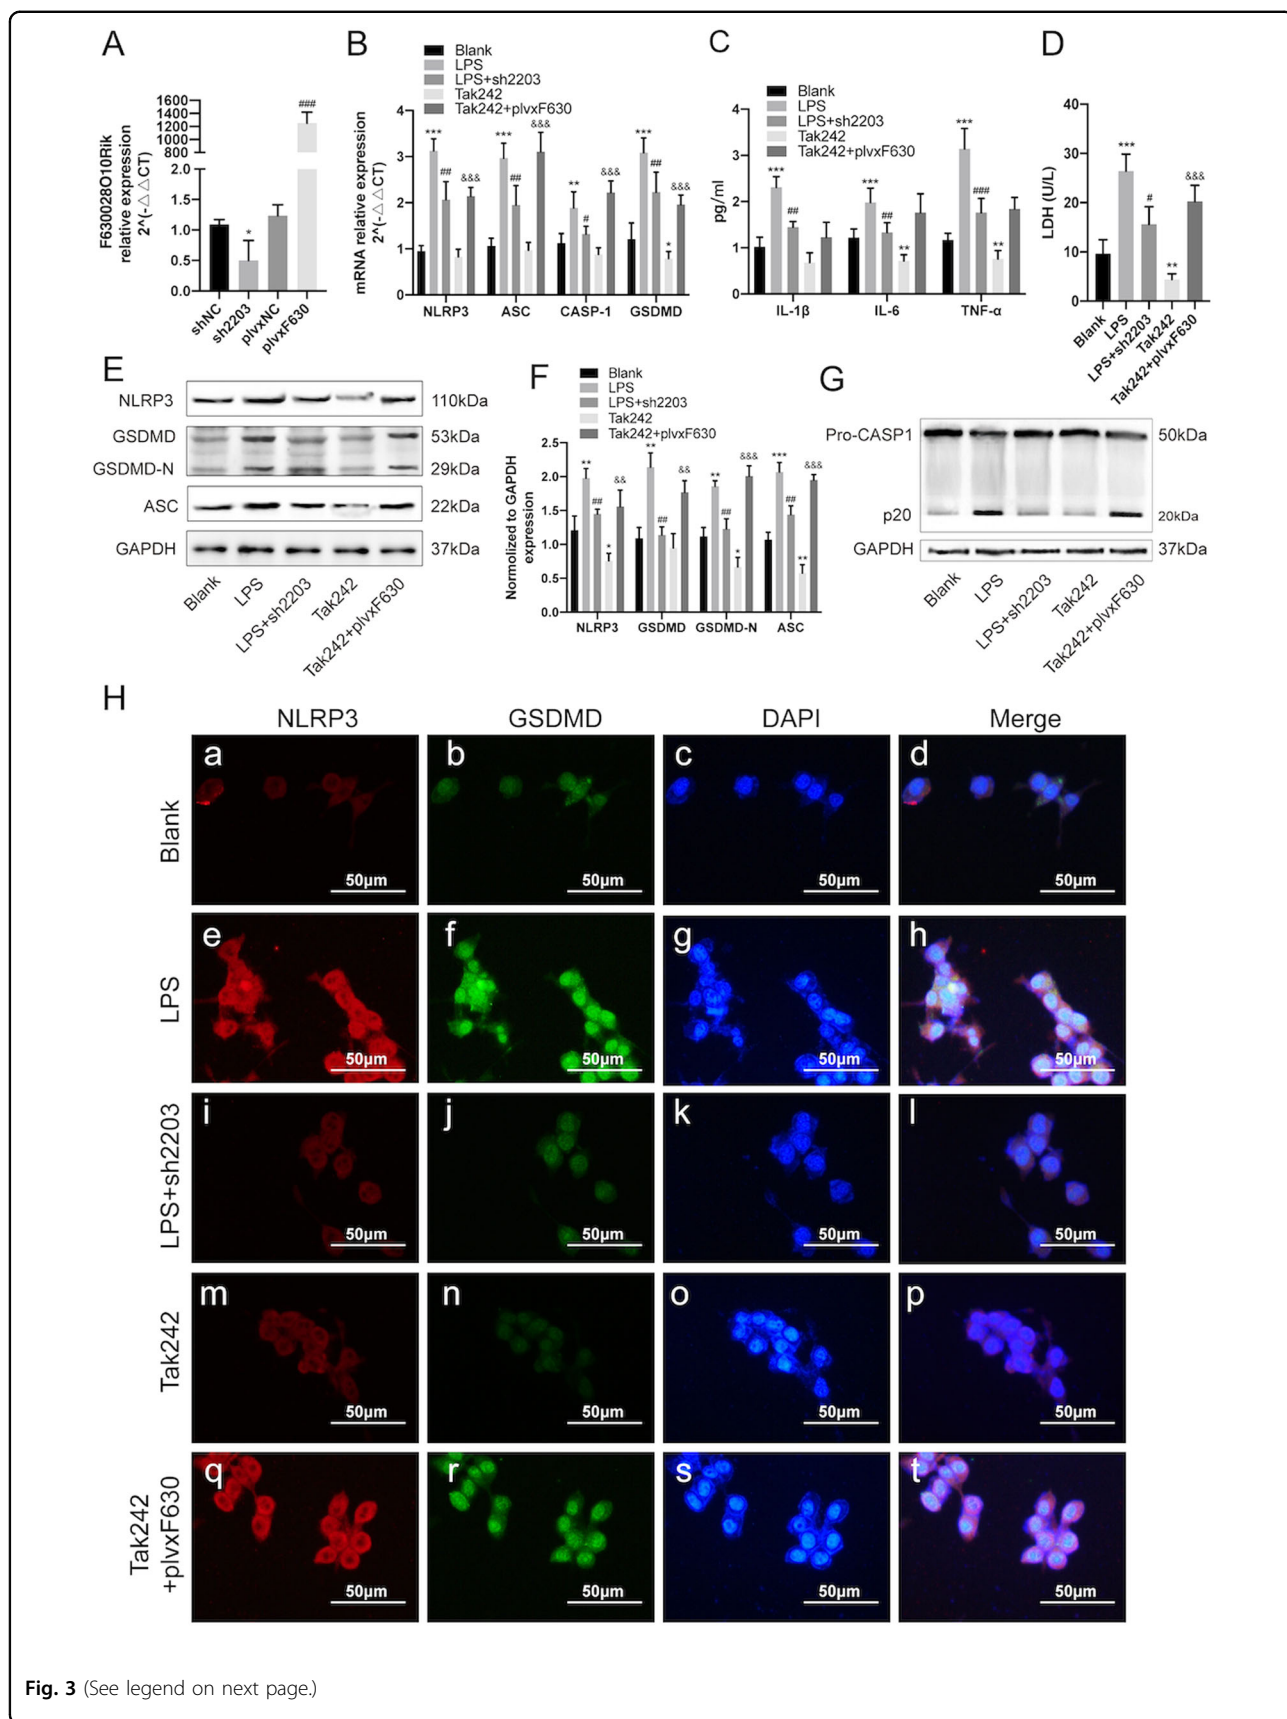 A
F630028O10Rik
relative expression
2^(-△△CT)
1600
1400
1200
1000
800
2.0
1.5
1.0
0.5
0.0
*
###
shNC
sh2203
plvxNC
plvxF630
B
Blank
LPS
LPS+sh2203
Tak242
Tak242+plvxF630
mRNA relative expression
2^(-△△CT)
4
3
2
1
0
*** ## &&&
*** ## &&&
** # &&&
*** ## * &&&
NLRP3 ASC CASP-1 GSDMD
C
Blank
LPS
LPS+sh2203
Tak242
Tak242+plvxF630
pg/ml
4
3
2
1
0
*** ##
*** ## **
*** ### **
IL-1β IL-6 TNF-α
D
LDH (U/L)
40
30
20
10
0
*** # ** &&&
Blank
LPS
LPS+sh2203
Tak242
Tak242+plvxF630
E
NLRP3 110kDa
GSDMD 53kDa
GSDMD-N 29kDa
ASC 22kDa
GAPDH 37kDa
Blank
LPS
LPS+sh2203
Tak242
Tak242+plvxF630
F
Blank
LPS
LPS+sh2203
Tak242
Tak242+plvxF630
Normolized to GAPDH
expression
2.5
2.0
1.5
1.0
0.5
0.0
** ## * &&
** ## &&
** ## * &&&
*** ## ** &&&
NLRP3 GSDMD GSDMD-N ASC
G
Pro-CASP1 50kDa
p20 20kDa
GAPDH 37kDa
Blank
LPS
LPS+sh2203
Tak242
Tak242+plvxF630
H
NLRP3 GSDMD DAPI Merge
Blank
a b c d
50µm 50µm 50µm 50µm
LPS
e f g h
50µm 50µm 50µm 50µm
LPS+sh2203
i j k l
50µm 50µm 50µm 50µm
Tak242
m n o p
50µm 50µm 50µm 50µm
Tak242
+plvxF630
q r s t
50µm 50µm 50µm 50µm
Fig. 3 (See legend on next page.)